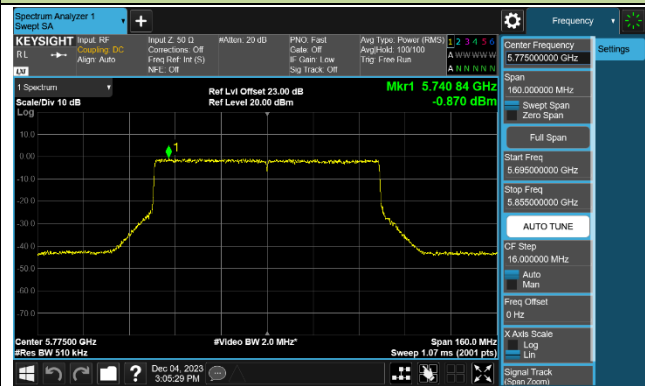 Spectrum Analyzer 1
Swept SA
Frequency
KEYSIGHT
RL
LXI
Input: RF
Coupling: DC
Align: Auto
Input Z: 50 Ω
Corrections: Off
Freq Ref: Int (S)
NFE: Off
#Atten: 20 dB
PNO: Fast
Gate: Off
IF Gain: Low
Sig Track: Off
Avg Type: Power (RMS)
Avg|Hold: 100/100
Trig: Free Run
1 2 3 4 5 6
A W W W W W
A N N N N N
1 Spectrum
Scale/Div 10 dB
Log
Ref Lvl Offset 23.00 dB
Ref Level 20.00 dBm
Mkr1 5.740 84 GHz
-0.870 dBm
1
10.0
0.00
-10.0
-20.0
-30.0
-40.0
-50.0
-60.0
-70.0
Center 5.77500 GHz
#Res BW 510 kHz
#Video BW 2.0 MHz*
Span 160.0 MHz
Sweep 1.07 ms (2001 pts)
Dec 04, 2023
3:05:29 PM
Center Frequency
5.775000000 GHz
Span
160.000000 MHz
Swept Span
Zero Span
Full Span
Start Freq
5.695000000 GHz
Stop Freq
5.855000000 GHz
AUTO TUNE
CF Step
16.000000 MHz
Auto
Man
Freq Offset
0 Hz
X Axis Scale
Log
Lin
Signal Track
(Span Zoom)
Settings